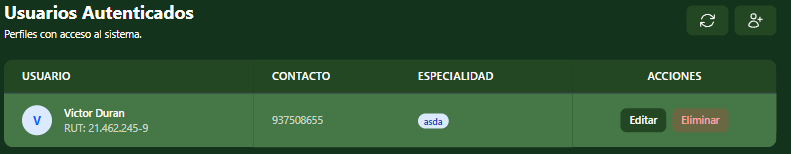 Usuarios Autenticados
Perfiles con acceso al sistema.
USUARIO CONTACTO ESPECIALIDAD ACCIONES
V
Victor Duran
RUT: 21.462.245-9
937508655
asda
Editar Eliminar